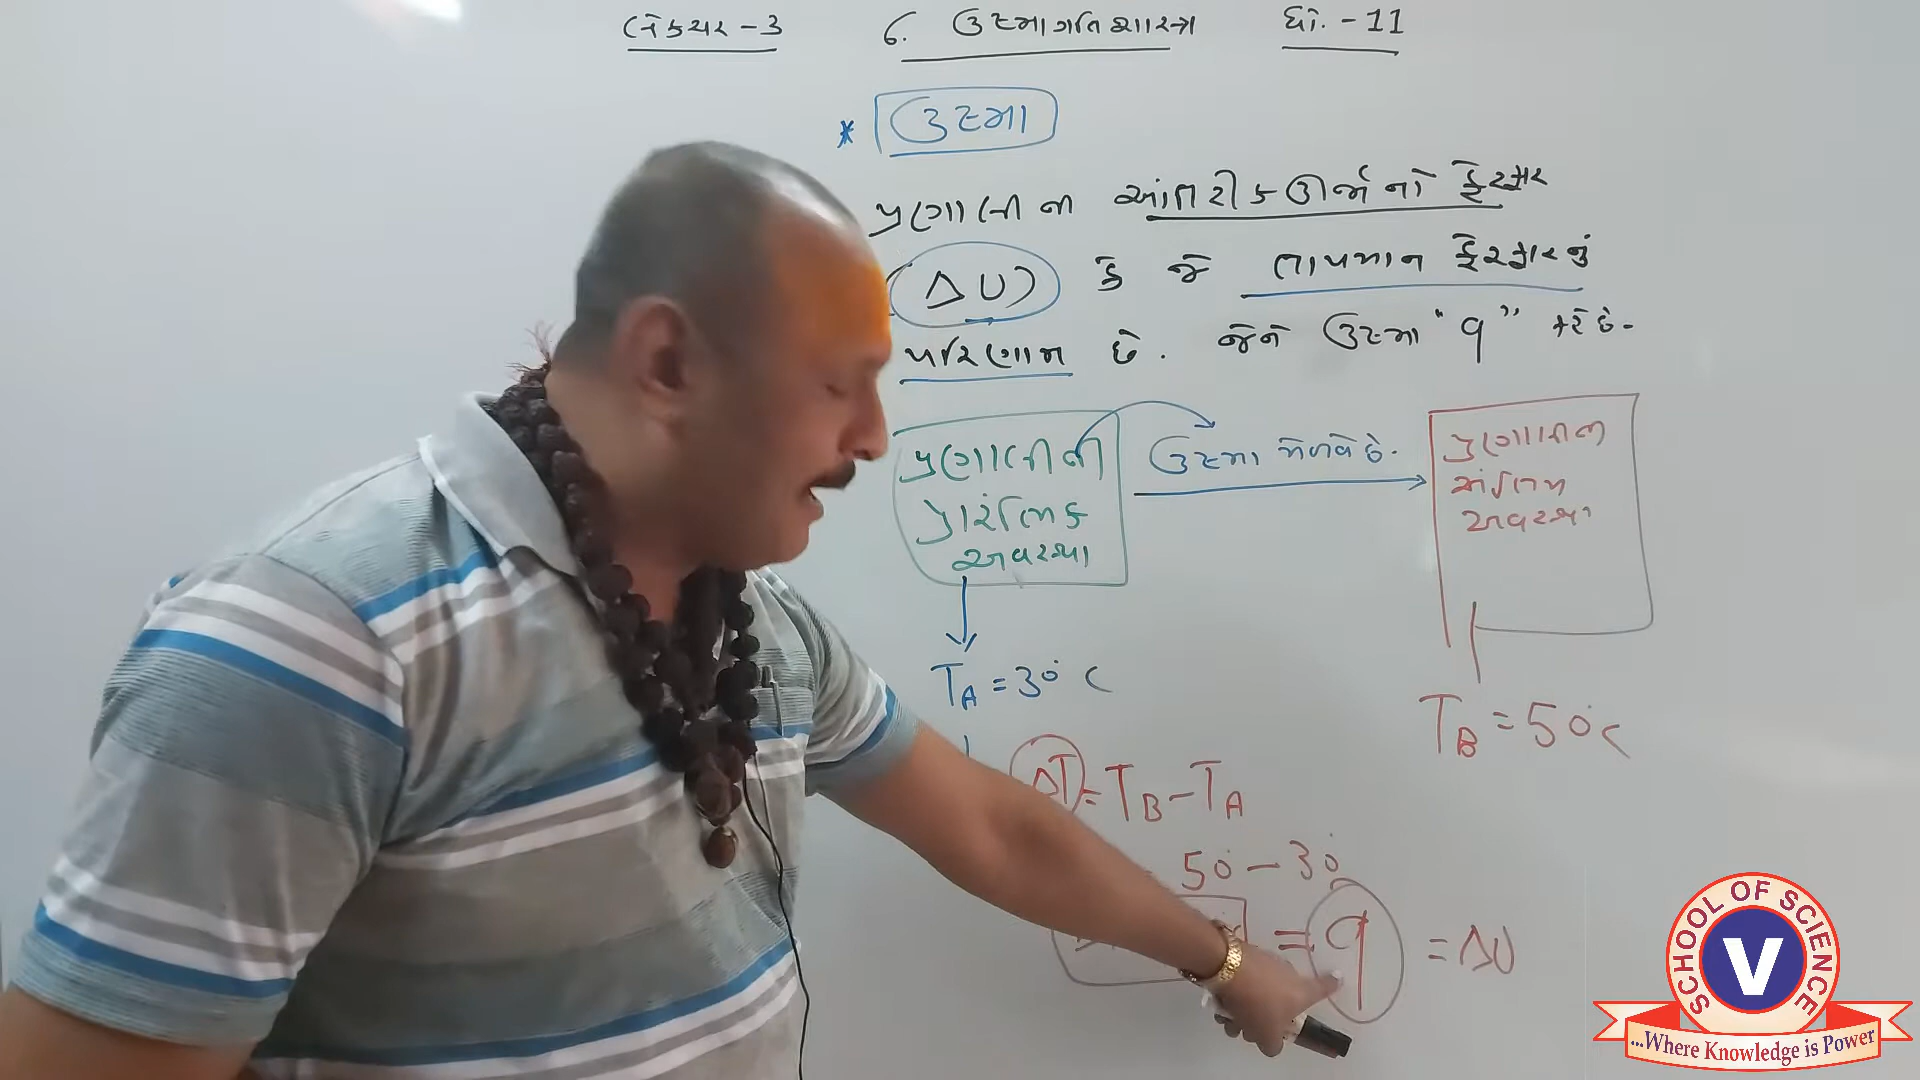 લેકચર -3 6. ઉષ્માગતિશાસ્ત્ર ધો. - 11
* ઉષ્મા
પ્રણાલીના આંતરીક ઊર્જાનો ફેરફાર
(ΔU) કે જે તાપમાન ફેરફારનું
પરિણામ છે. જેને ઉષ્મા "q" કહે છે.
પ્રણાલીની
પ્રારંભિક
અવસ્થા
ઉષ્મા મેળવે છે.
પ્રણાલીની
અંતિમ
અવસ્થા
TA = 30°C
TB = 50°C
ΔT = TB - TA
50 - 30
= q = ΔU
SCHOOL OF SCIENCE
V
...Where Knowledge is Power